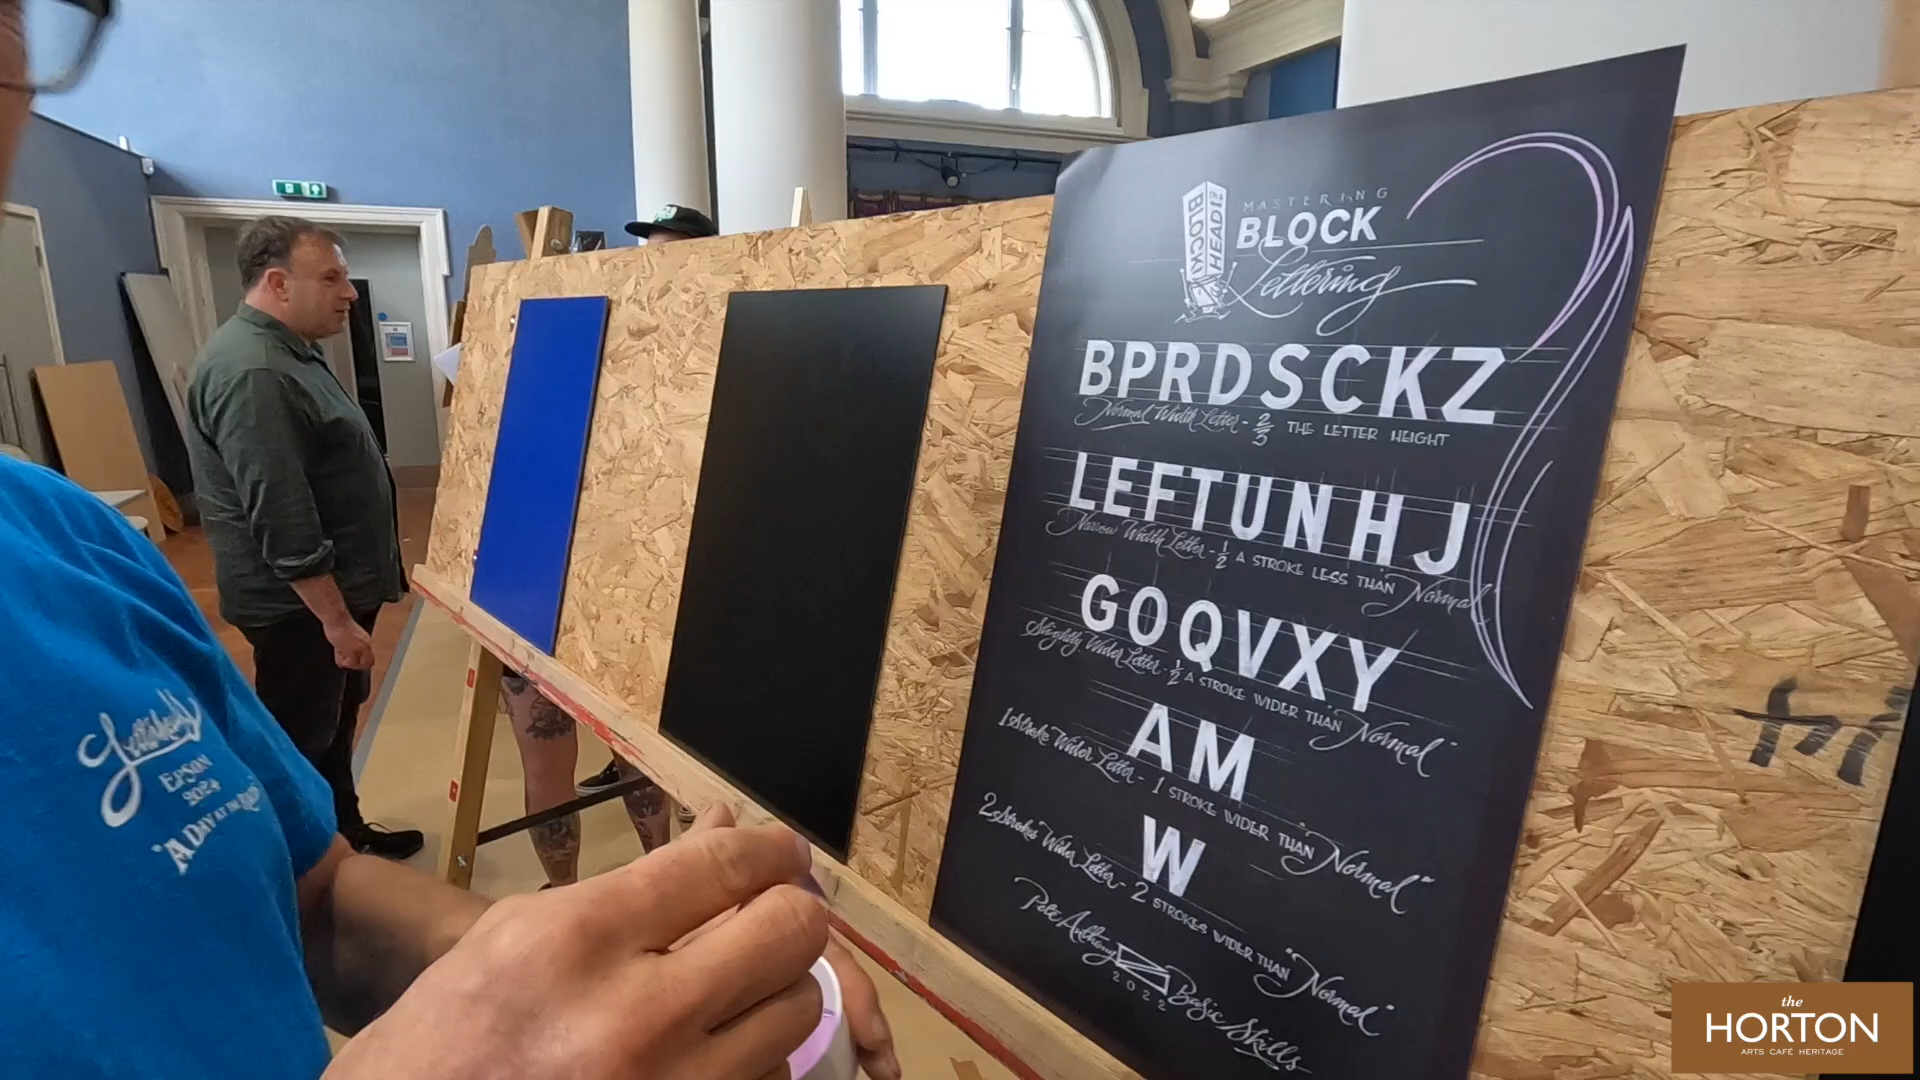 BLOCK
HEAD
MASTERING
BLOCK
Lettering
BPRDSCKZ
Normal Width Letter - 2/5 THE LETTER HEIGHT
LEFTUNHJ
Narrow Width Letter - 1/2 A STROKE LESS THAN Normal
GOQVXY
Slightly Wider Letter - 1/2 A STROKE WIDER THAN "Normal"
AM
1 Stroke Wider Letter - 1 STROKE WIDER THAN "Normal"
W
2 Strokes Wider Letter - 2 STROKES WIDER THAN "Normal"
Pete Anthony
2022
Basic Skills
Letterheads
EPSOM
2024
"A DAY AT THE
the
HORTON
ARTS CAFÉ HERITAGE